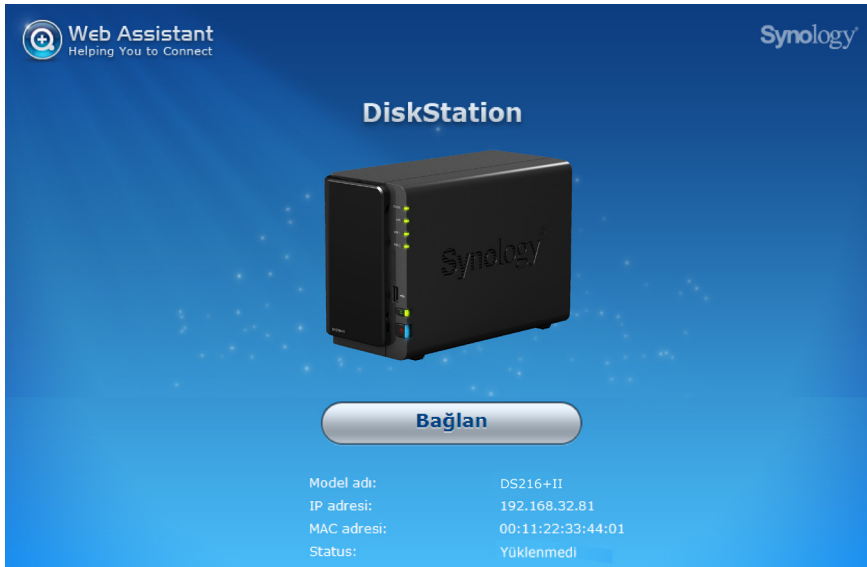 Web Assistant
Helping You to Connect
Synology
DiskStation
Synology
Bağlan
Model adı: DS216+II
IP adresi: 192.168.32.81
MAC adresi: 00:11:22:33:44:01
Status: Yüklenmedi